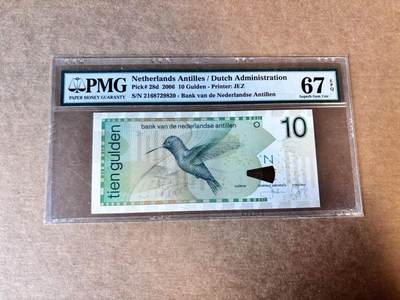 PMG
PAPER MONEY GUARANTY
Netherlands Antilles / Dutch Administration
Pick# 28d 2006 10 Gulden - Printer: JEZ
S/N 2168729820 - Bank van de Nederlandse Antillen
67 EPQ
Superb Gem Unc
bank van de nederlandse antillen
10
tien gulden